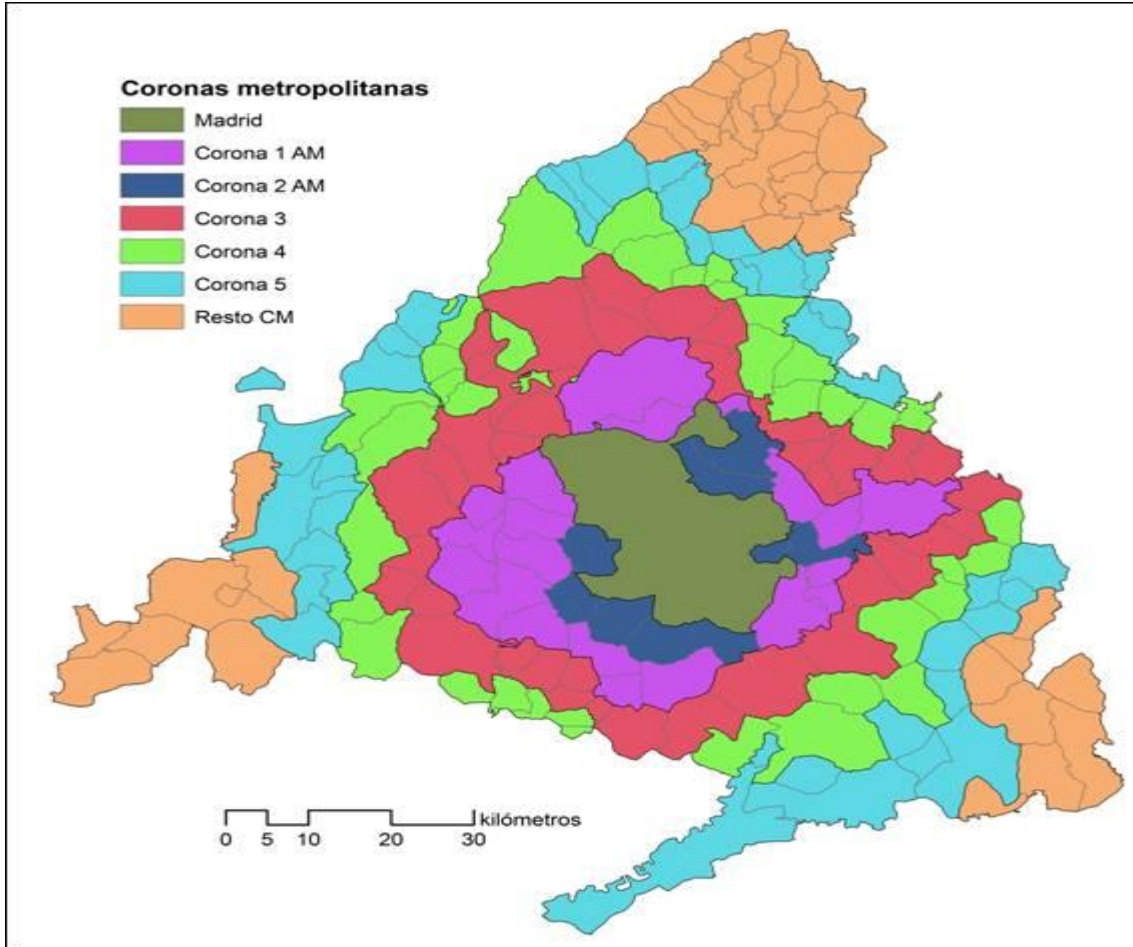 Coronas metropolitanas
Madrid
Corona 1 AM
Corona 2 AM
Corona 3
Corona 4
Corona 5
Resto CM
kilómetros
0 5 10 20 30